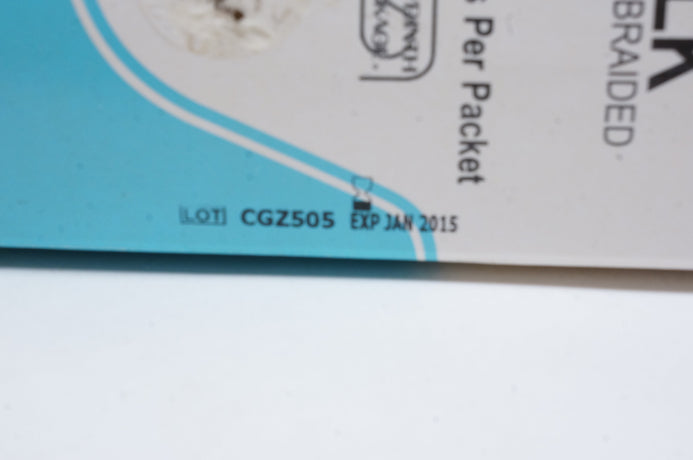 LOT CGZ505 EXP JAN 2015
s Per Packet
LK
BRAIDED